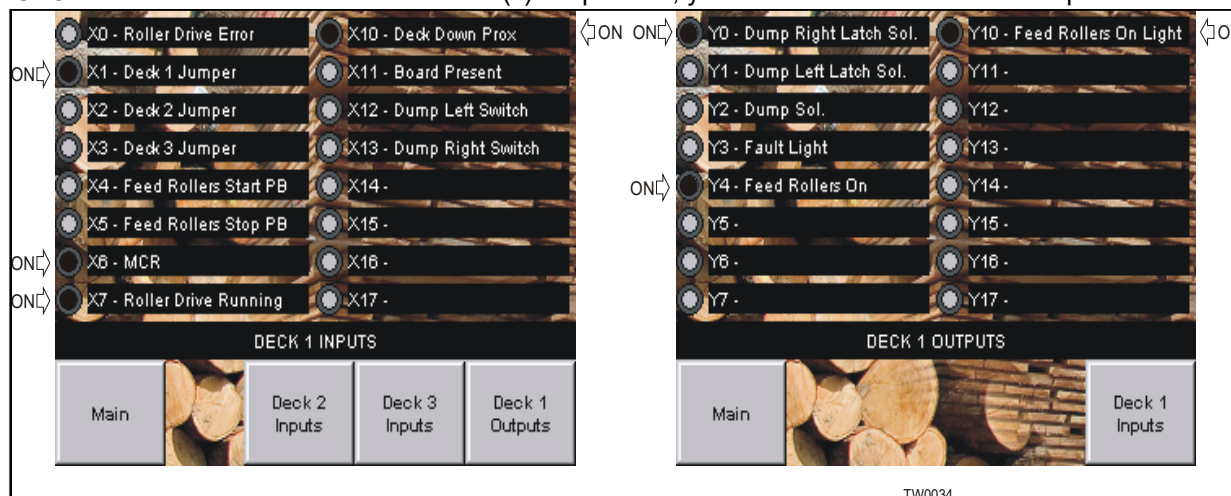 X0 - Roller Drive Error
X10 - Deck Down Prox
ON
ON
X1 - Deck 1 Jumper
X11 - Board Present
X2 - Deck 2 Jumper
X12 - Dump Left Switch
X3 - Deck 3 Jumper
X13 - Dump Right Switch
X4 - Feed Rollers Start PB
X14 -
X5 - Feed Rollers Stop PB
X15 -
ON
X6 - MCR
X16 -
ON
X7 - Roller Drive Running
X17 -
DECK 1 INPUTS
Main
Deck 2
Inputs
Deck 3
Inputs
Deck 1
Outputs
ON
Y0 - Dump Right Latch Sol.
Y10 - Feed Rollers On Light
Y1 - Dump Left Latch Sol.
Y11 -
Y2 - Dump Sol.
Y12 -
Y3 - Fault Light
Y13 -
ON
Y4 - Feed Rollers On
Y14 -
Y5 -
Y15 -
Y6 -
Y16 -
Y7 -
Y17 -
DECK 1 OUTPUTS
Main
Deck 1
Inputs
TW0034